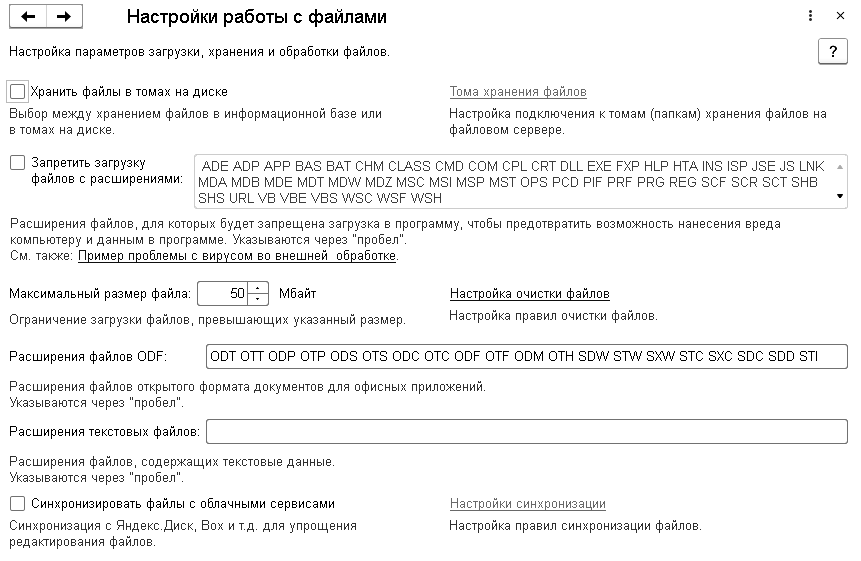 Настройки работы с файлами
Настройка параметров загрузки, хранения и обработки файлов.
?
Хранить файлы в томах на диске
Выбор между хранением файлов в информационной базе или
в томах на диске.
Тома хранения файлов
Настройка подключения к томам (папкам) хранения файлов на
файловом сервере.
Запретить загрузку
файлов с расширениями:
ADE ADP APP BAS BAT CHM CLASS CMD COM CPL CRT DLL EXE FXP HLP HTA INS ISP JSE JS LNK
MDA MDB MDE MDT MDW MDZ MSC MSI MSP MST OPS PCD PIF PRF PRG REG SCF SCR SCT SHB
SHS URL VB VBE VBS WSC WSF WSH
Расширения файлов, для которых будет запрещена загрузка в программу, чтобы предотвратить возможность нанесения вреда
компьютеру и данным в программе. Указываются через "пробел".
См. также: Пример проблемы с вирусом во внешней обработке.
Максимальный размер файла: 50 Мбайт
Ограничение загрузки файлов, превышающих указанный размер.
Настройка очистки файлов
Настройка правил очистки файлов.
Расширения файлов ODF: ODT OTT ODP OTP ODS OTS ODC OTC ODF OTF ODM OTH SDW STW SXW STC SXC SDC SDD STI
Расширения файлов открытого формата документов для офисных приложений.
Указываются через "пробел".
Расширения текстовых файлов:
Расширения файлов, содержащих текстовые данные.
Указываются через "пробел".
Синхронизировать файлы с облачными сервисами
Синхронизация с Яндекс.Диск, Box и т.д. для упрощения
редактирования файлов.
Настройки синхронизации
Настройка правил синхронизации файлов.